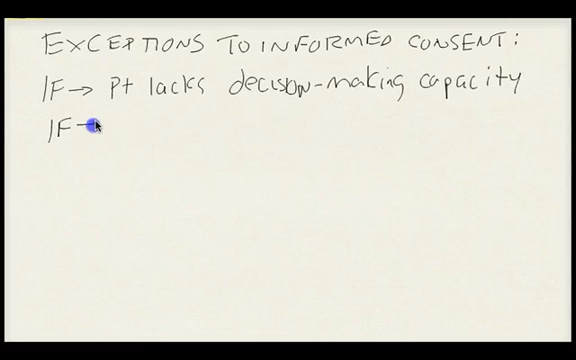 EXCEPTIONS TO INFORMED CONSENT:
IF → Pt lacks decision-making capacity
IF →